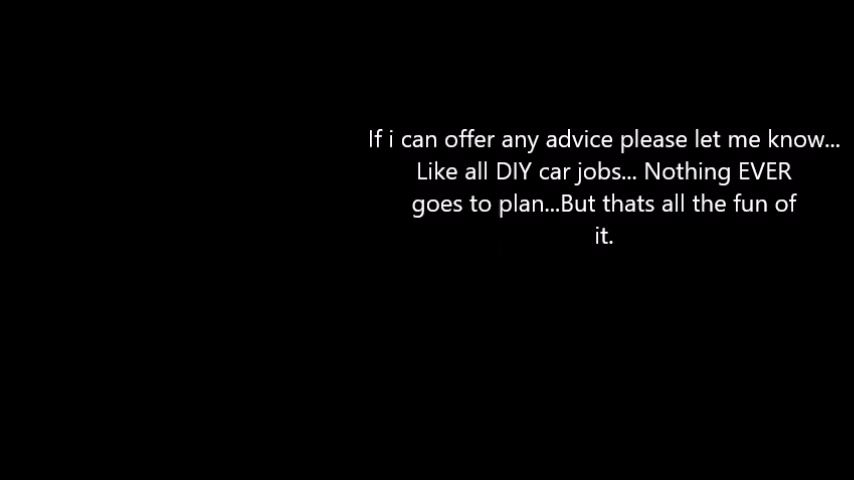 If i can offer any advice please let me know...
Like all DIY car jobs... Nothing EVER
goes to plan...But thats all the fun of
it.